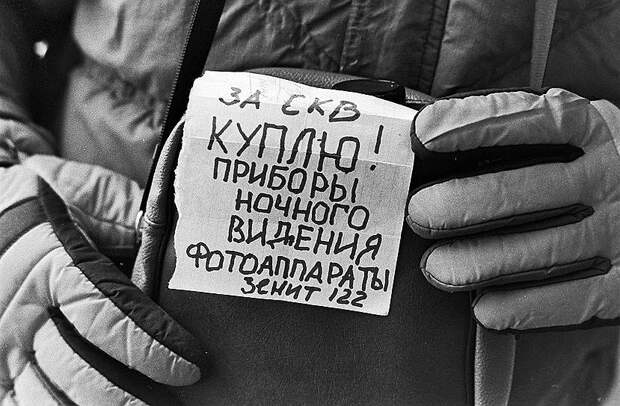 ЗА СКВ
КУПЛЮ!
ПРИБОРЫ
НОЧНОГО
ВИДЕНИЯ
ФОТОАППАРАТЫ
ЗЕНИТ 122